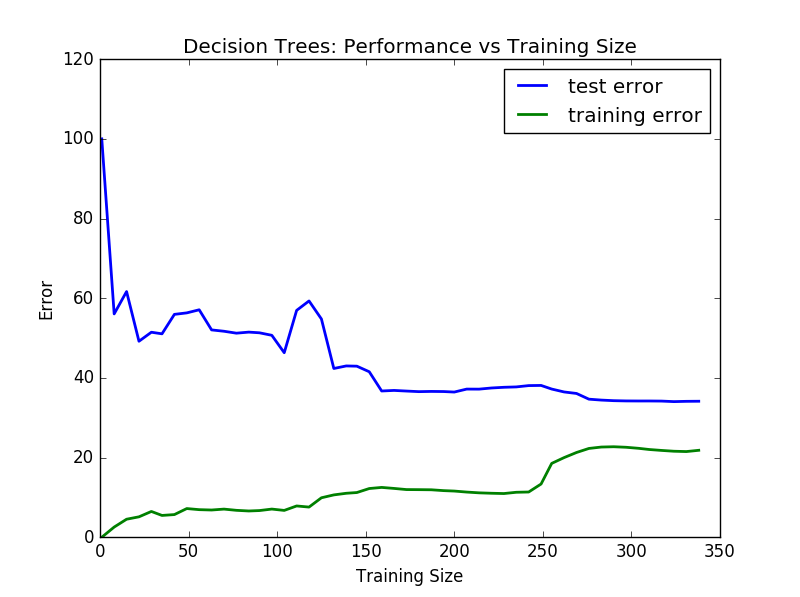 Decision Trees: Performance vs Training Size
120
100
80
60
40
20
0
Error
test error
training error
0 50 100 150 200 250 300 350
Training Size